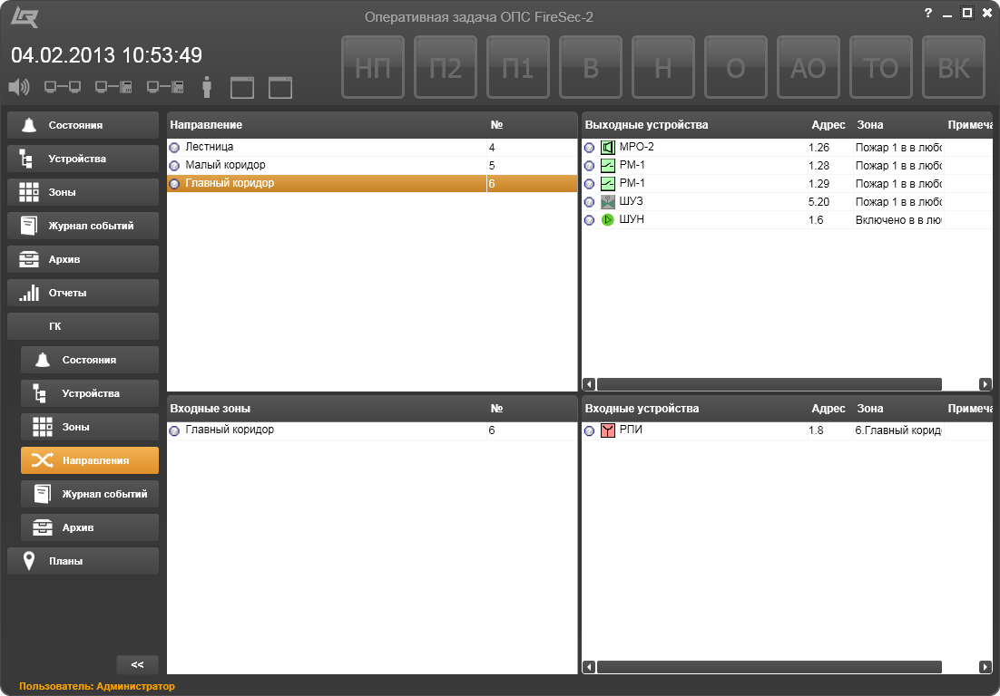 Оперативная задача ОПС FireSec-2
?
04.02.2013 10:53:49
НП П2 П1 В Н О АО ТО ВК
Состояния
Устройства
Зоны
Журнал событий
Архив
Отчеты
ГК
Состояния
Устройства
Зоны
Направления
Журнал событий
Архив
Планы
<<
Пользователь: Администратор
Направление №
Лестница 4
Малый коридор 5
Главный коридор 6
Выходные устройства Адрес Зона Примеча
МРО-2 1.26 Пожар 1 в в любо
РМ-1 1.28 Пожар 1 в в любо
РМ-1 1.29 Пожар 1 в в любо
ШУЗ 5.20 Пожар 1 в в любо
ШУН 1.6 Включено в в лю
Входные зоны №
Главный коридор 6
Входные устройства Адрес Зона Примеча
РПИ 1.8 6.Главный корид